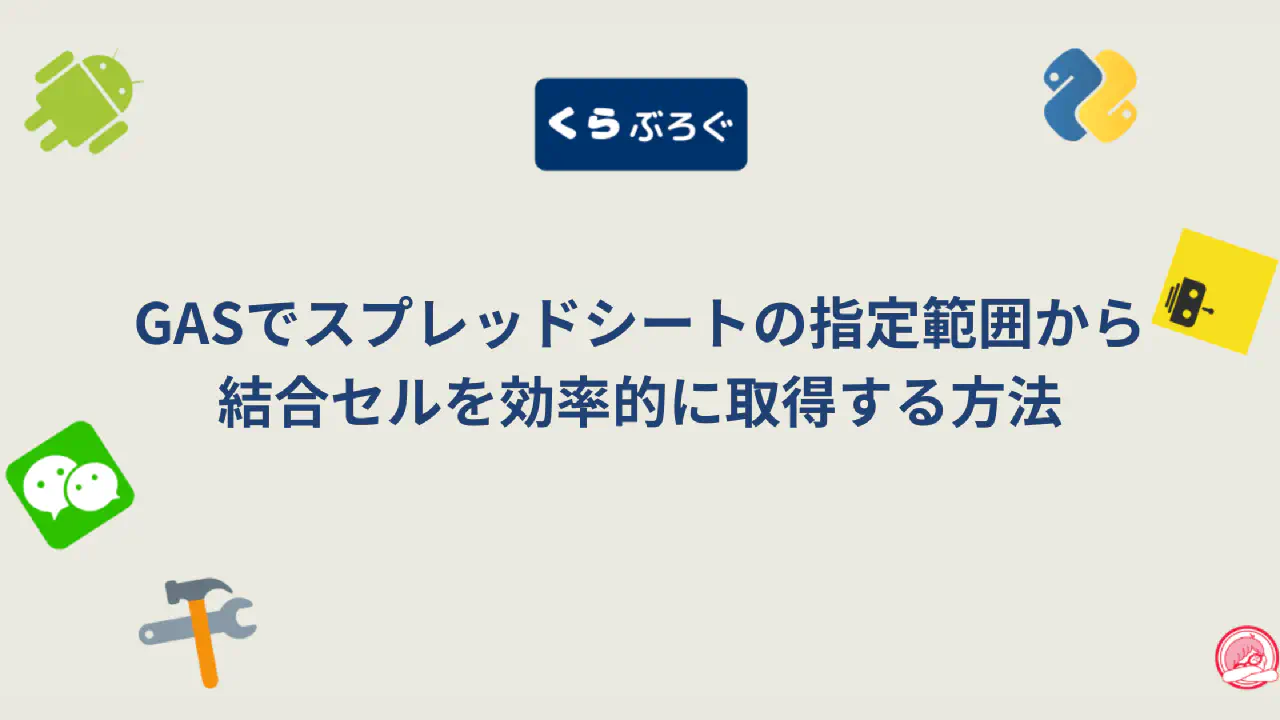 くらぶろぐ
GASでスプレッドシートの指定範囲から
結合セルを効率的に取得する方法